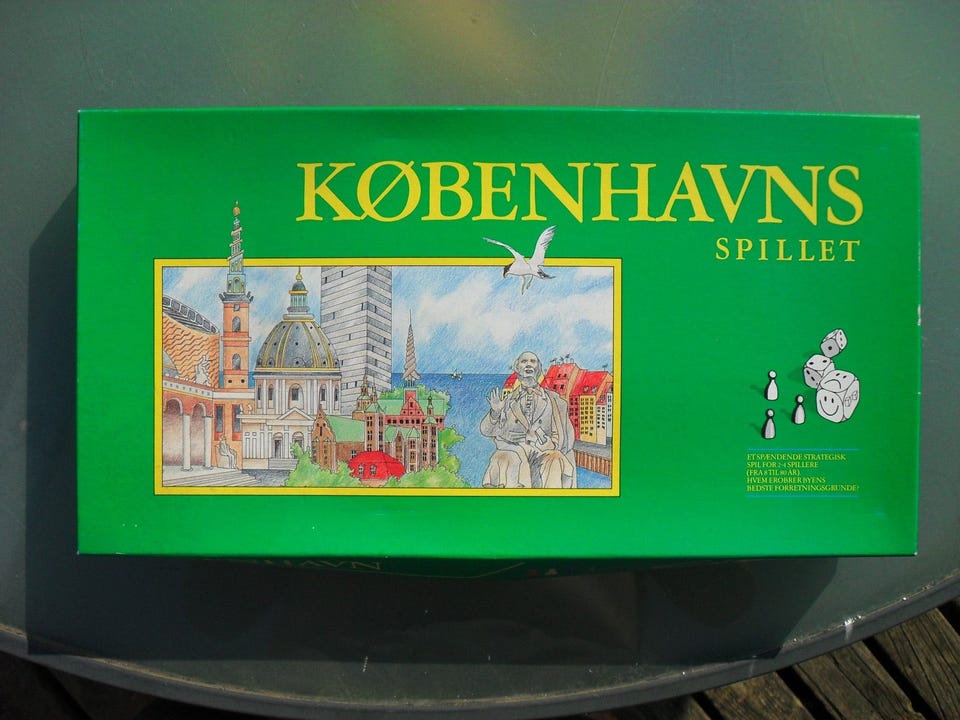 KØBENHAVNS
SPILLET
ET SPÆNDENDE STRATEGISK
SPIL FOR 2-4 SPILLERE
(FRA 8 TIL 80 ÅR).
HVEM EROBRER BYENS
BEDSTE FORRETNINGSGRUNDE?